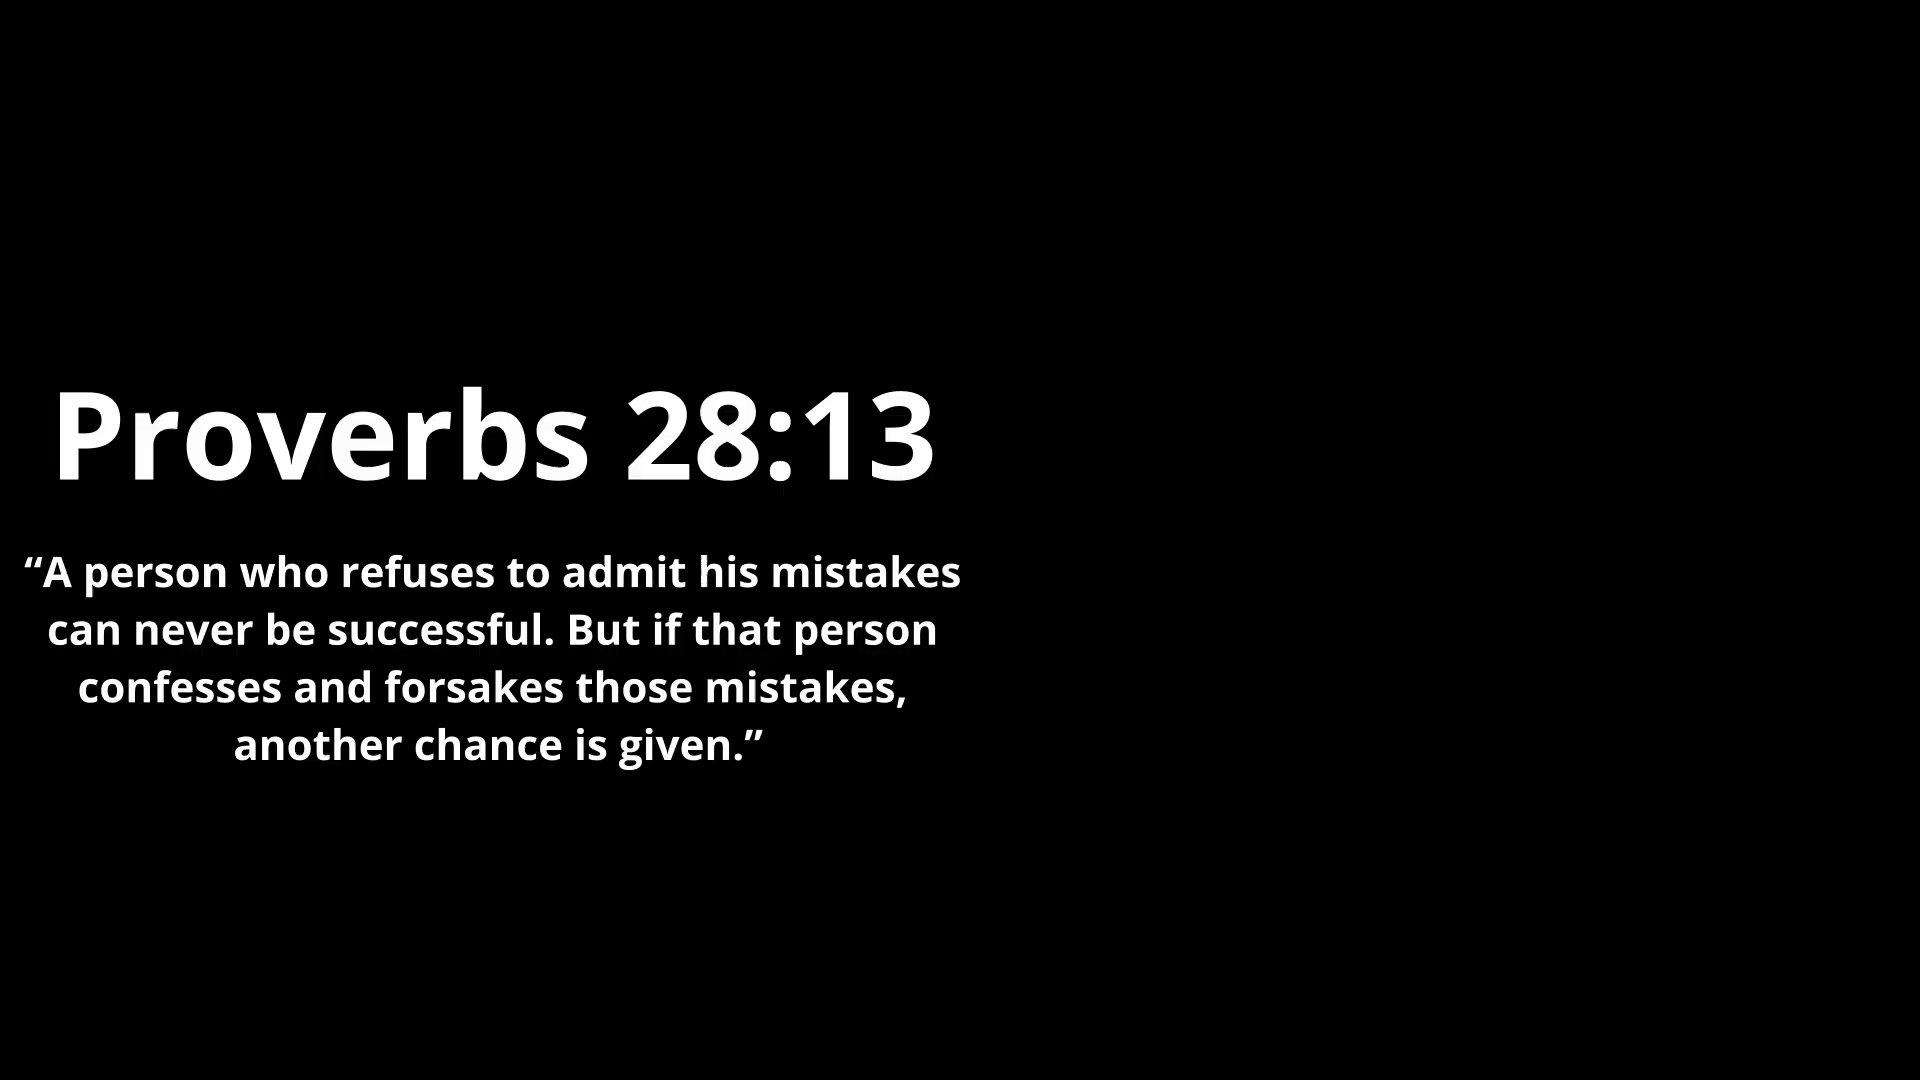 Proverbs 28:13
“A person who refuses to admit his mistakes
can never be successful. But if that person
confesses and forsakes those mistakes,
another chance is given.”